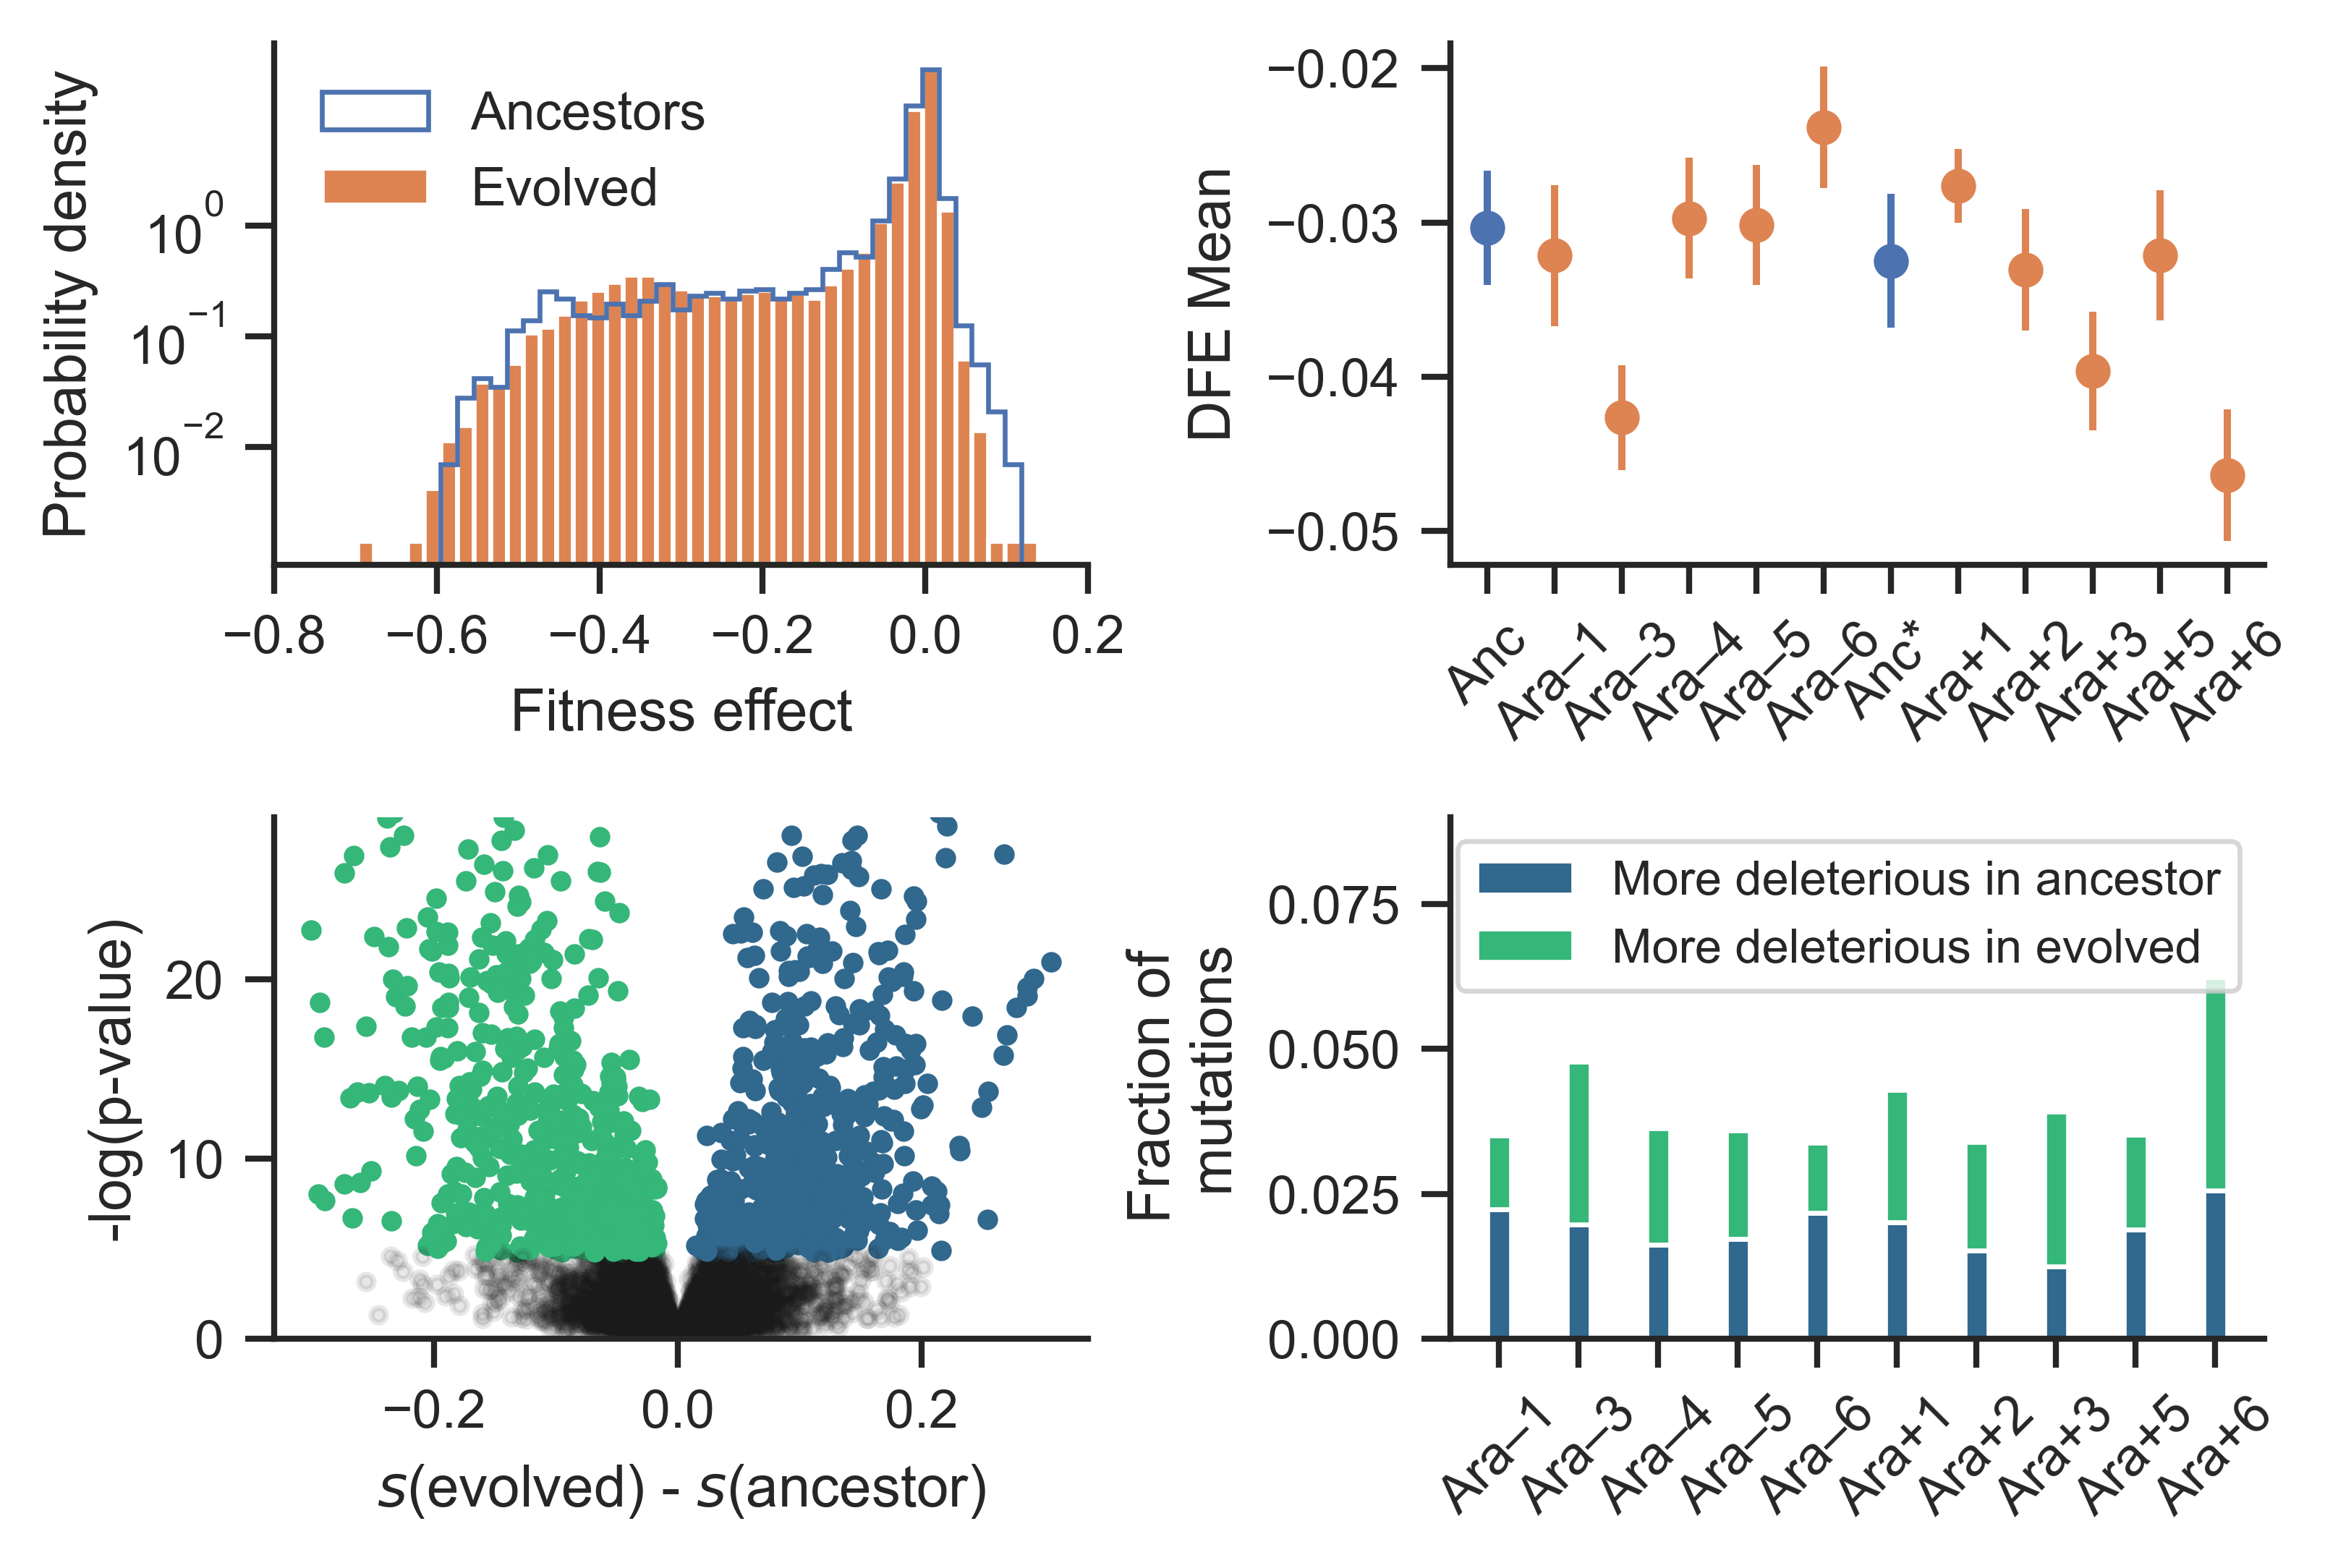 Probability density
10⁰
10⁻¹
10⁻²
Ancestors
Evolved
−0.8 −0.6 −0.4 −0.2 0.0 0.2
Fitness effect
DFE Mean
−0.02
−0.03
−0.04
−0.05
Anc Ara–1 Ara–3 Ara–4 Ara–5 Ara–6 Anc* Ara+1 Ara+2 Ara+3 Ara+5 Ara+6
-log(p-value)
20
10
0
−0.2 0.0 0.2
s(evolved) - s(ancestor)
Fraction of
mutations
0.075
0.050
0.025
0.000
More deleterious in ancestor
More deleterious in evolved
Ara–1 Ara–3 Ara–4 Ara–5 Ara–6 Ara+1 Ara+2 Ara+3 Ara+5 Ara+6